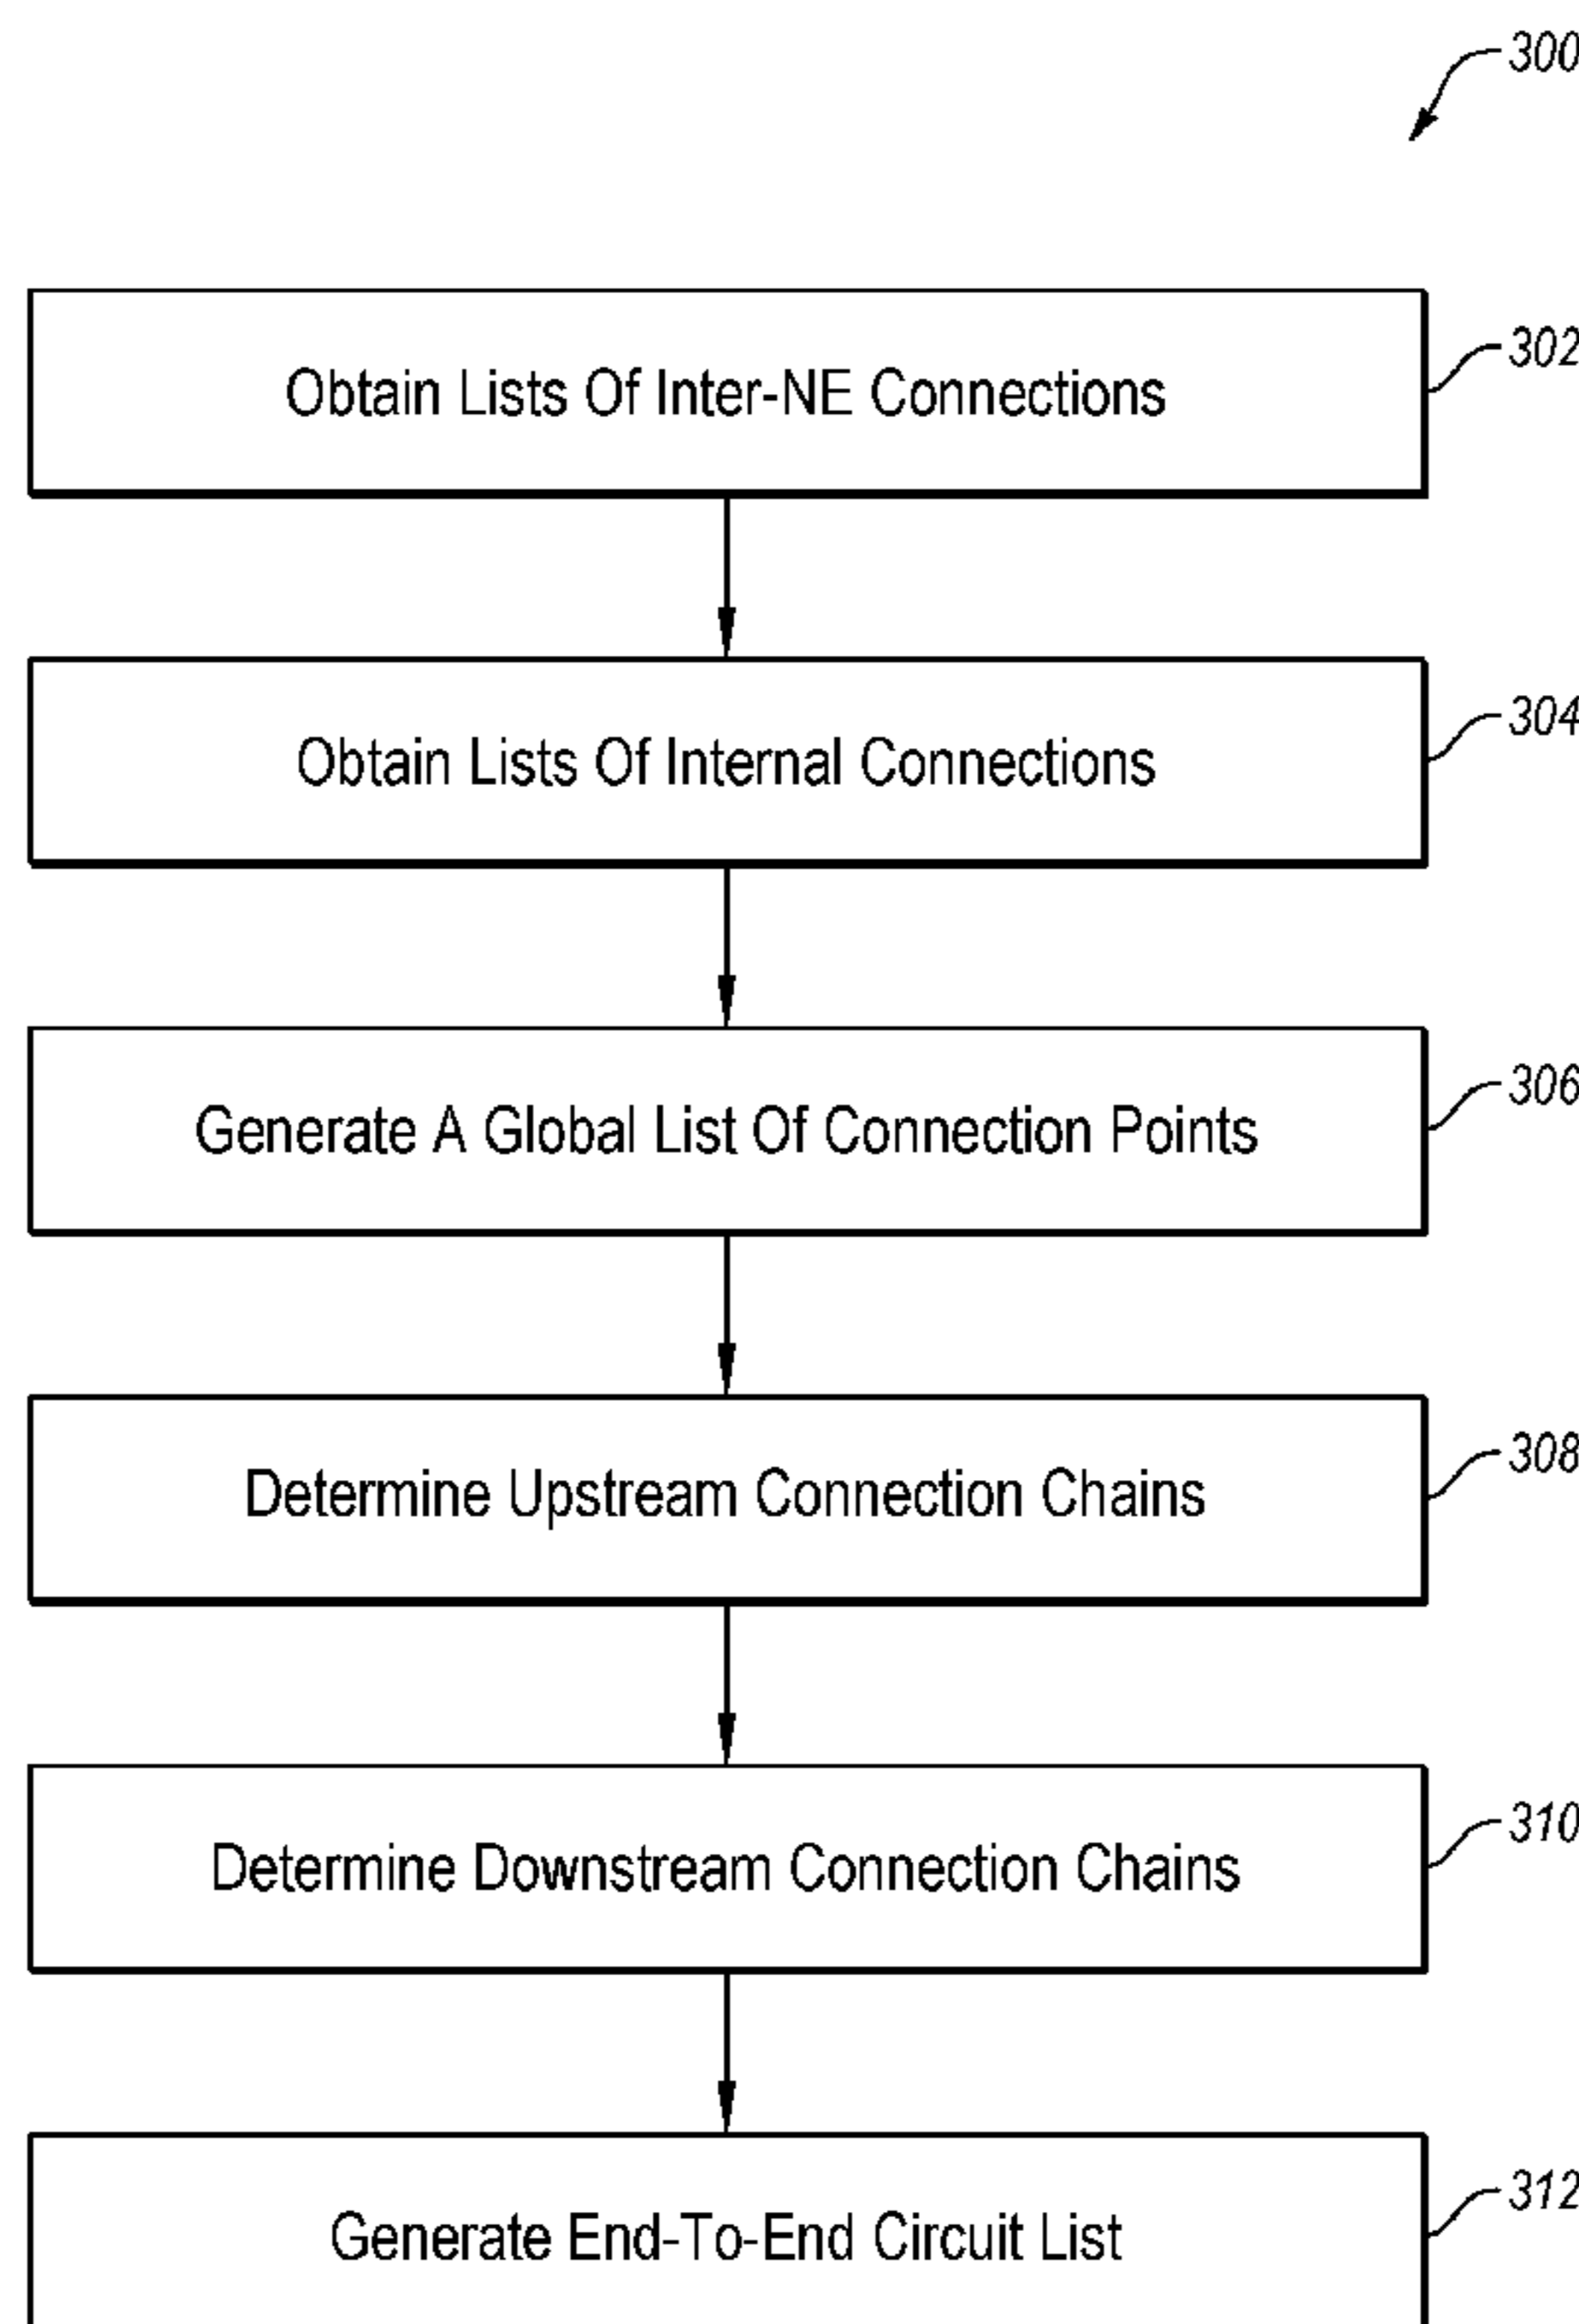 300
Obtain Lists Of Inter-NE Connections
302
Obtain Lists Of Internal Connections
304
Generate A Global List Of Connection Points
306
Determine Upstream Connection Chains
308
Determine Downstream Connection Chains
310
Generate End-To-End Circuit List
312